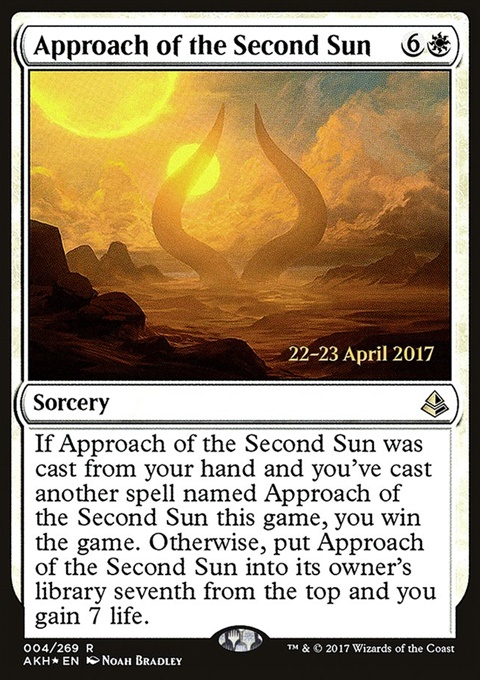 Approach of the Second Sun 6
22–23 April 2017
Sorcery
If Approach of the Second Sun was
cast from your hand and you've cast
another spell named Approach of
the Second Sun this game, you win
the game. Otherwise, put Approach
of the Second Sun into its owner's
library seventh from the top and you
gain 7 life.
004/269 R
AKH★EN Noah Bradley
™ & © 2017 Wizards of the Coast